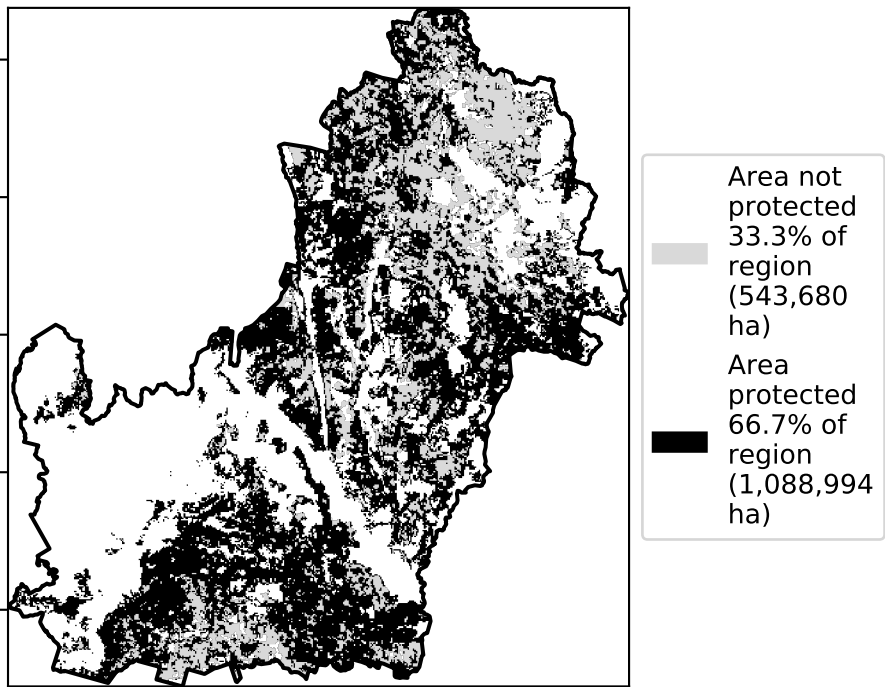 Area not
protected
33.3% of
region
(543,680
ha)
Area
protected
66.7% of
region
(1,088,994
ha)